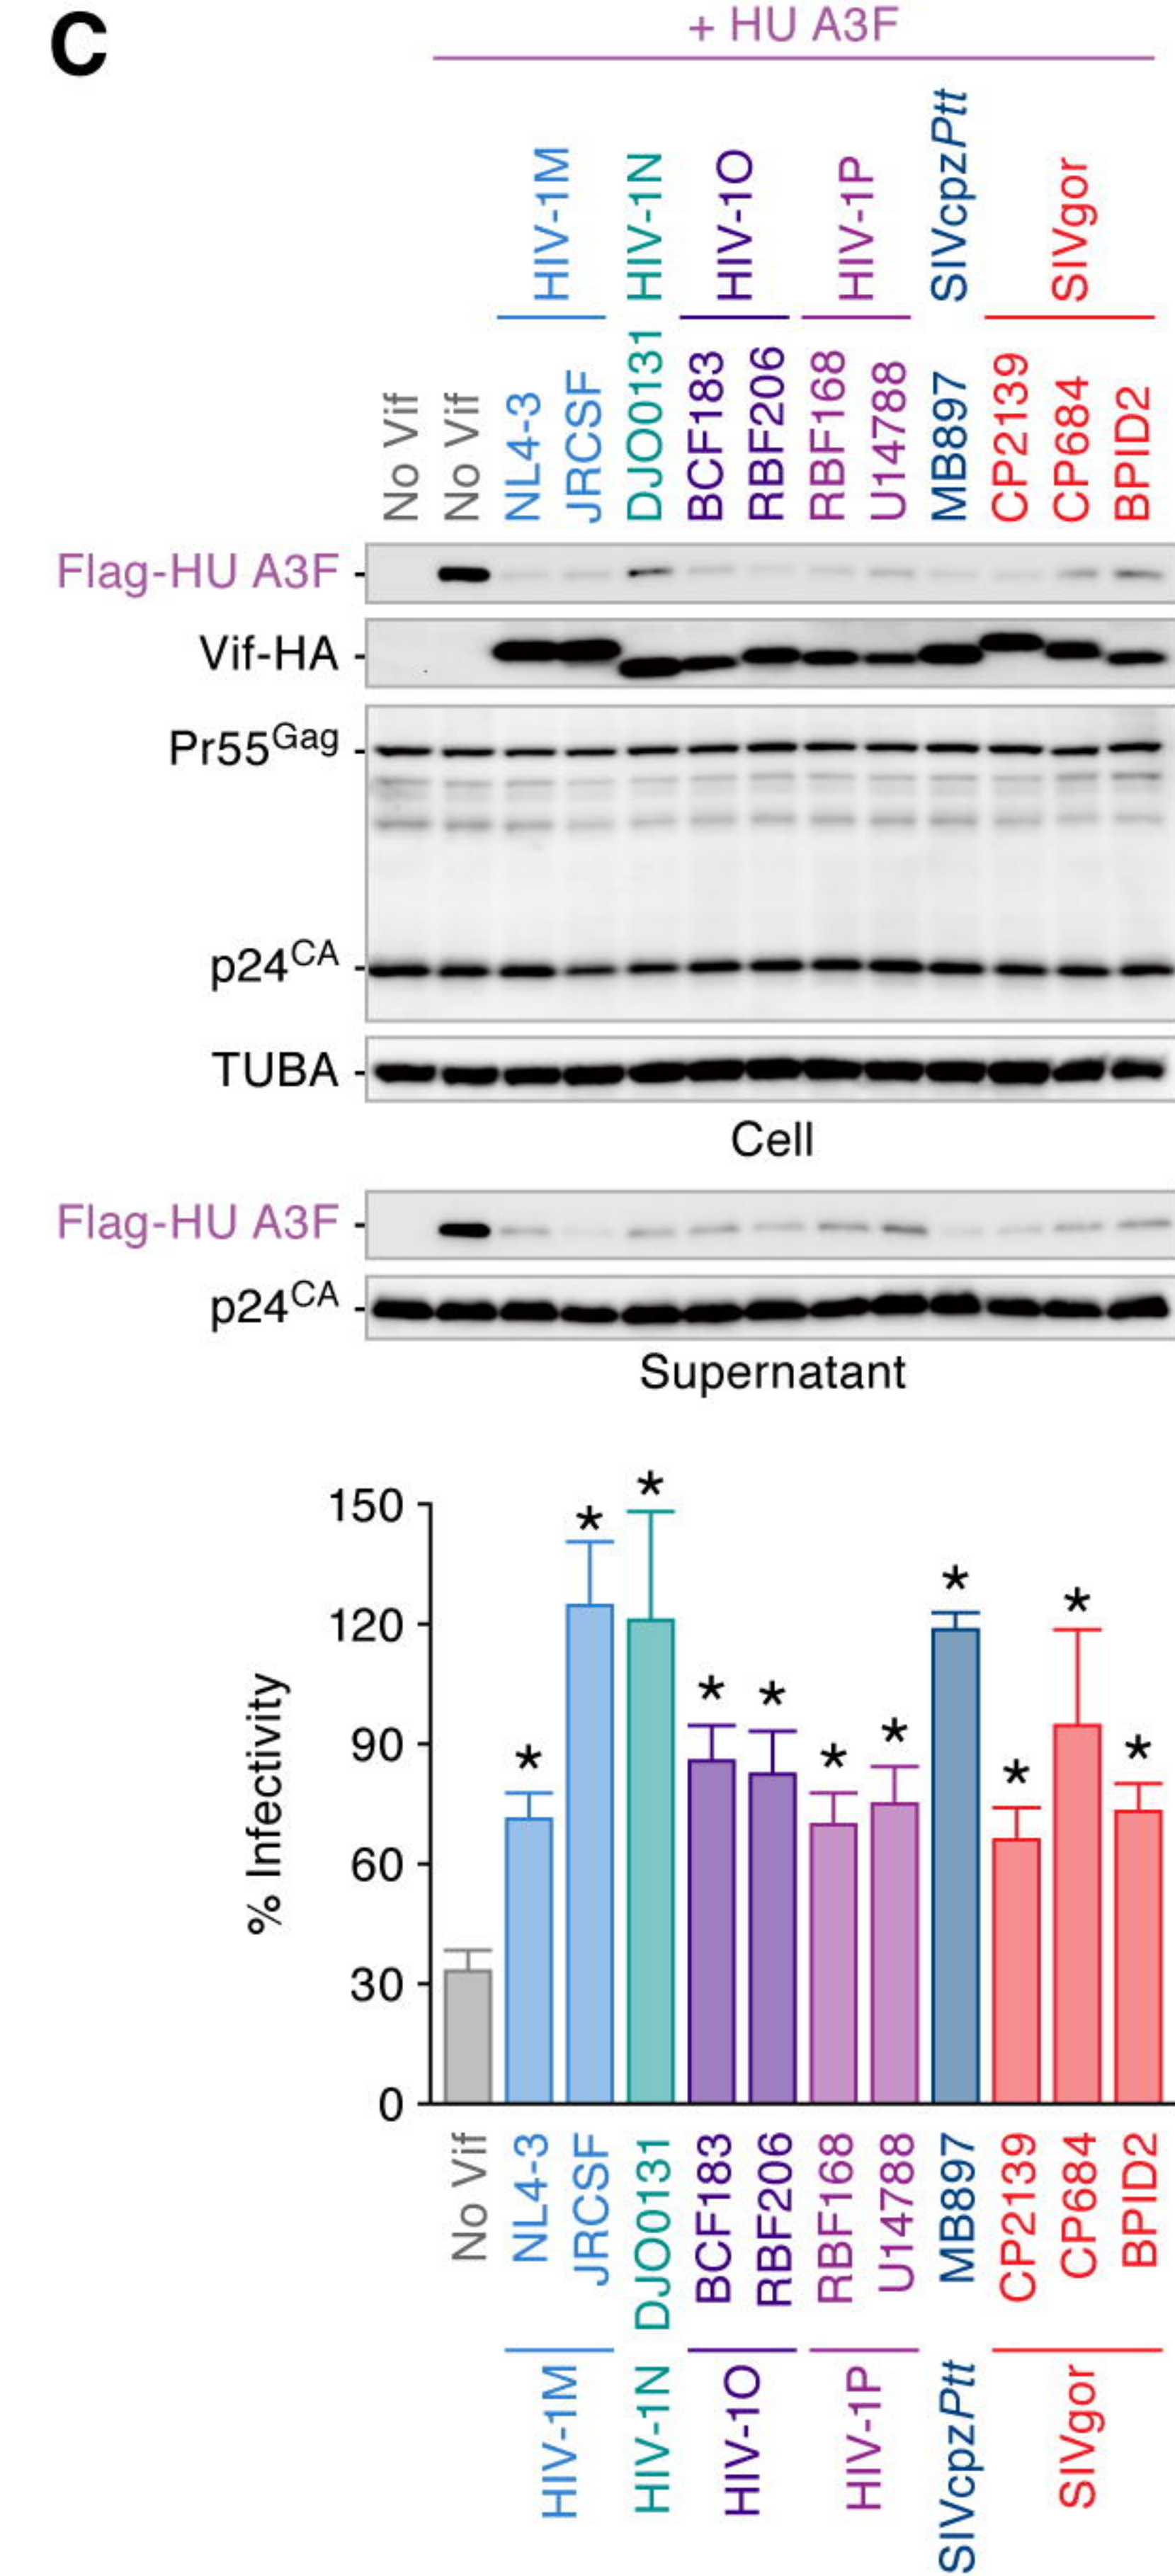 C
+ HU A3F
HIV-1M
HIV-1N
HIV-1O
HIV-1P
SIVcpzPtt
SIVgor
No Vif
No Vif
NL4-3
JRCSF
DJO0131
BCF183
RBF206
RBF168
U14788
MB897
CP2139
CP684
BPID2
Flag-HU A3F
Vif-HA
Pr55Gag
p24CA
TUBA
Cell
Flag-HU A3F
p24CA
Supernatant
% Infectivity
150
120
90
60
30
0
*
*
*
*
*
*
*
*
*
*
*
No Vif
NL4-3
JRCSF
DJO0131
BCF183
RBF206
RBF168
U14788
MB897
CP2139
CP684
BPID2
HIV-1M
HIV-1N
HIV-1O
HIV-1P
SIVcpzPtt
SIVgor